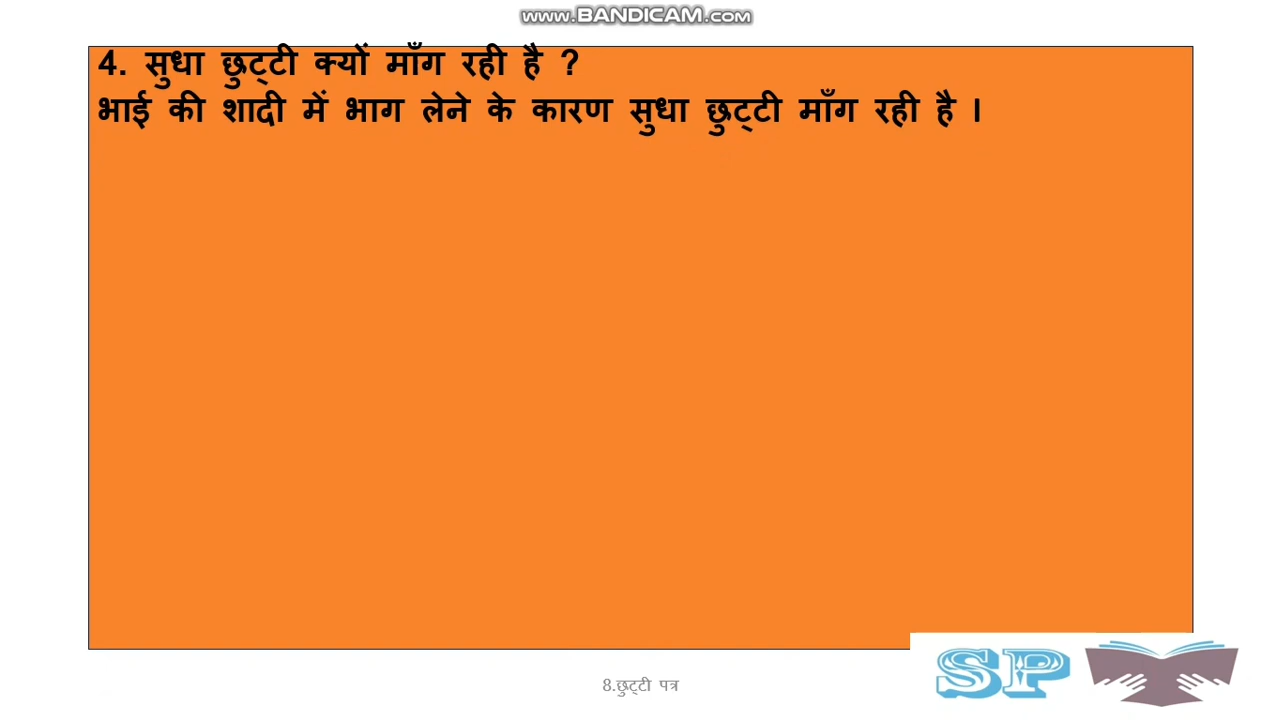 www.BANDICAM.com
4. सुधा छुट्टी क्यों माँग रही है ?
भाई की शादी में भाग लेने के कारण सुधा छुट्टी माँग रही है ।
8.छुट्टी पत्र
SP